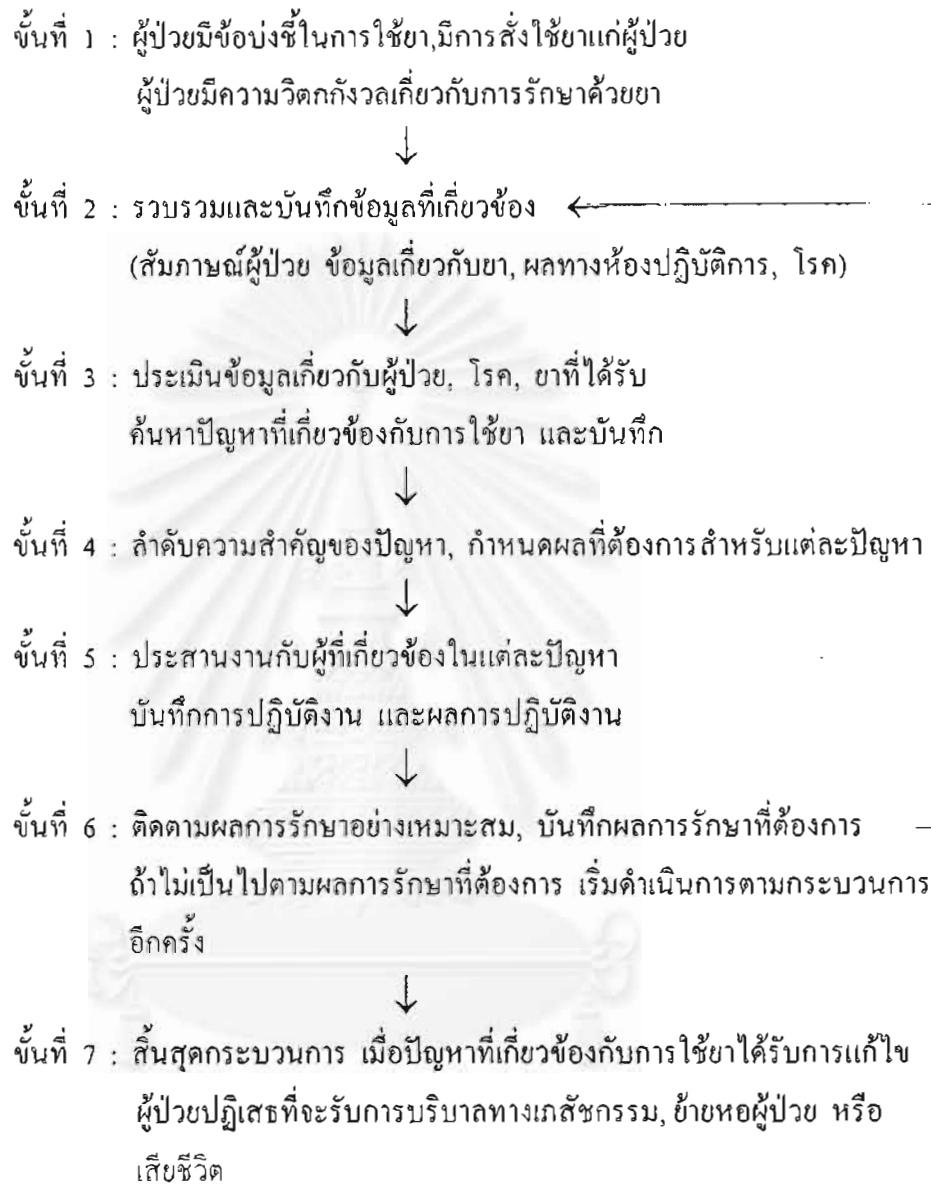 ขั้นที่ 1 : ผู้ป่วยมีข้อบ่งชี้ในการใช้ยา,มีการสั่งใช้ยาแก่ผู้ป่วย
ผู้ป่วยมีความวิตกกังวลเกี่ยวกับการรักษาด้วยยา
ขั้นที่ 2 : รวบรวมและบันทึกข้อมูลที่เกี่ยวข้อง
(สัมภาษณ์ผู้ป่วย ข้อมูลเกี่ยวกับยา, ผลทางห้องปฏิบัติการ, โรค)
ขั้นที่ 3 : ประเมินข้อมูลเกี่ยวกับผู้ป่วย, โรค, ยาที่ได้รับ
ค้นหาปัญหาที่เกี่ยวข้องกับการใช้ยา และบันทึก
ขั้นที่ 4 : ลำดับความสำคัญของปัญหา, กำหนดผลที่ต้องการสำหรับแต่ละปัญหา
ขั้นที่ 5 : ประสานงานกับผู้ที่เกี่ยวข้องในแต่ละปัญหา
บันทึกการปฏิบัติงาน และผลการปฏิบัติงาน
ขั้นที่ 6 : ติดตามผลการรักษาอย่างเหมาะสม, บันทึกผลการรักษาที่ต้องการ
ถ้าไม่เป็นไปตามผลการรักษาที่ต้องการ เริ่มดำเนินการตามกระบวนการ
อีกครั้ง
ขั้นที่ 7 : สิ้นสุดกระบวนการ เมื่อปัญหาที่เกี่ยวข้องกับการใช้ยาได้รับการแก้ไข
ผู้ป่วยปฏิเสธที่จะรับการบริบาลทางเภสัชกรรม, ย้ายหอผู้ป่วย หรือ
เสียชีวิต